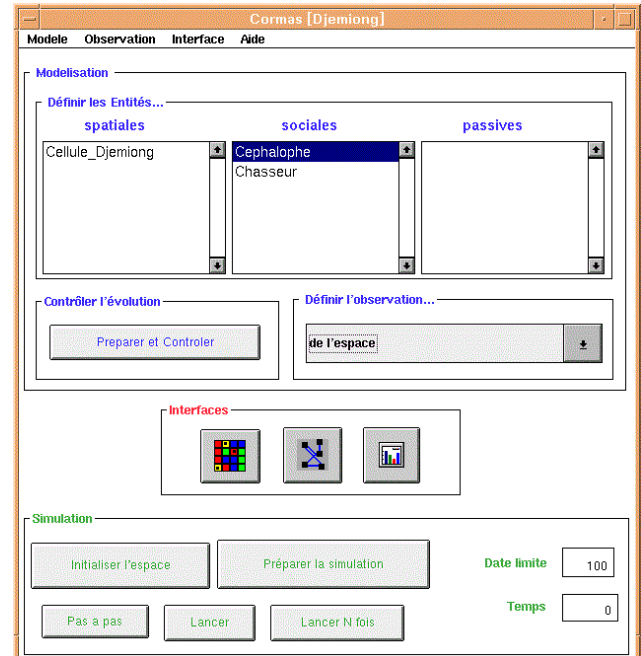 Cormas [Djemiong]
Modele Observation Interface Aide
Modelisation
Définir les Entités...
spatiales sociales passives
Cellule_Djemiong
Cephalophe
Chasseur
Contrôler l'évolution
Définir l'observation...
Preparer et Controler
de l'espace
Interfaces
Simulation
Initialiser l'espace
Préparer la simulation
Date limite 100
Pas a pas
Lancer
Lancer N fois
Temps 0